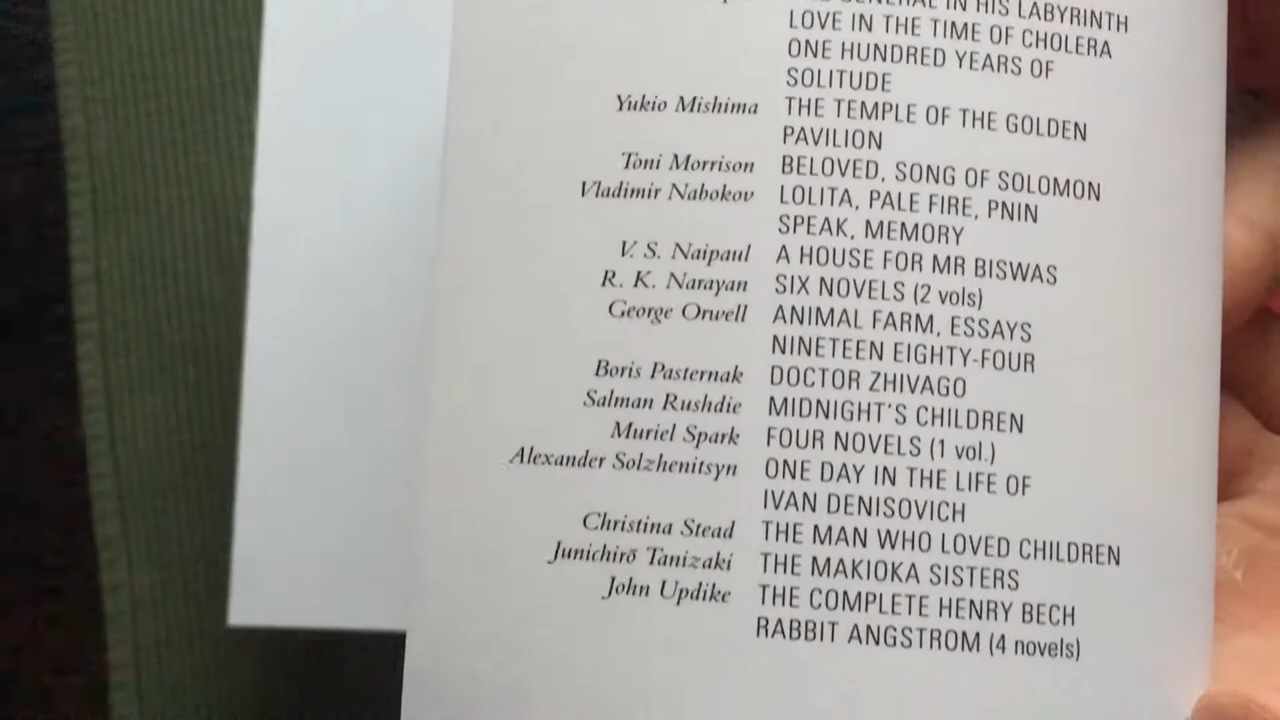 GENERAL IN HIS LABYRINTH
LOVE IN THE TIME OF CHOLERA
ONE HUNDRED YEARS OF
SOLITUDE
Yukio Mishima THE TEMPLE OF THE GOLDEN
PAVILION
Toni Morrison BELOVED, SONG OF SOLOMON
Vladimir Nabokov LOLITA, PALE FIRE, PNIN
SPEAK, MEMORY
V. S. Naipaul A HOUSE FOR MR BISWAS
R. K. Narayan SIX NOVELS (2 vols)
George Orwell ANIMAL FARM, ESSAYS
NINETEEN EIGHTY-FOUR
Boris Pasternak DOCTOR ZHIVAGO
Salman Rushdie MIDNIGHT'S CHILDREN
Muriel Spark FOUR NOVELS (1 vol.)
Alexander Solzhenitsyn ONE DAY IN THE LIFE OF
IVAN DENISOVICH
Christina Stead THE MAN WHO LOVED CHILDREN
Junichirō Tanizaki THE MAKIOKA SISTERS
John Updike THE COMPLETE HENRY BECH
RABBIT ANGSTROM (4 novels)